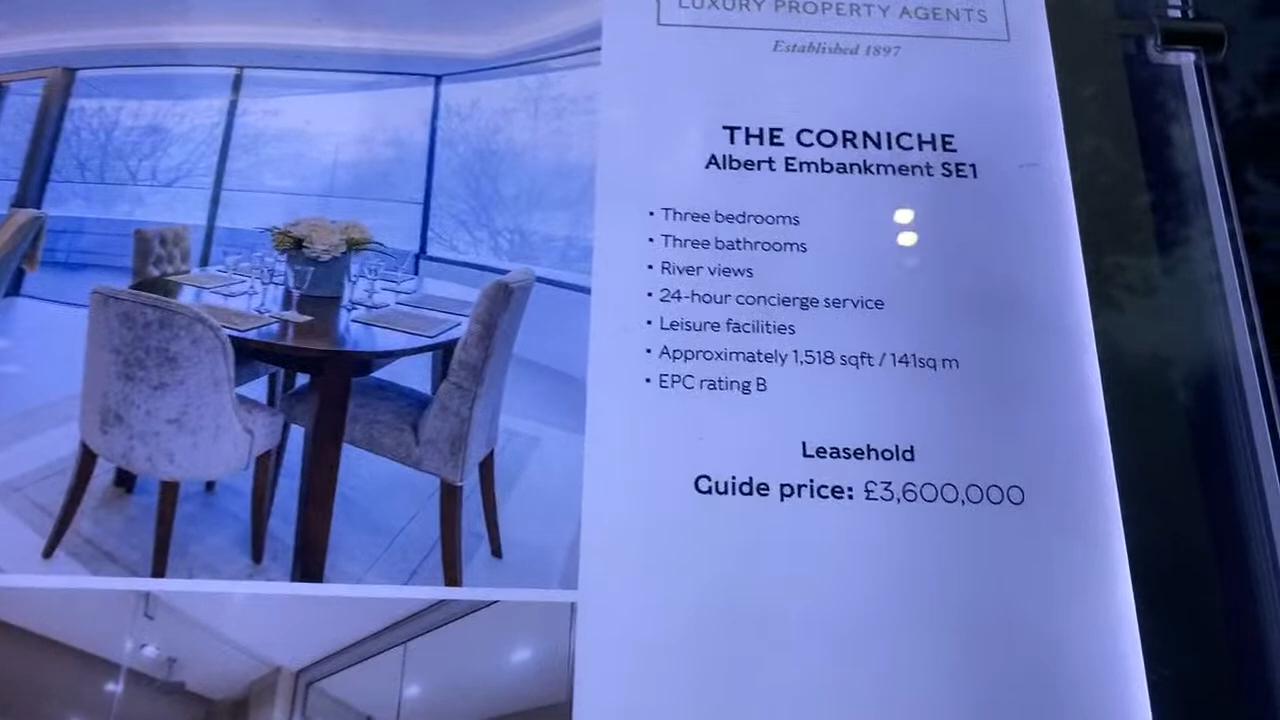 LUXURY PROPERTY AGENTS
Established 1897
THE CORNICHE
Albert Embankment SE1
• Three bedrooms
• Three bathrooms
• River views
• 24-hour concierge service
• Leisure facilities
• Approximately 1,518 sqft / 141sq m
• EPC rating B
Leasehold
Guide price: £3,600,000